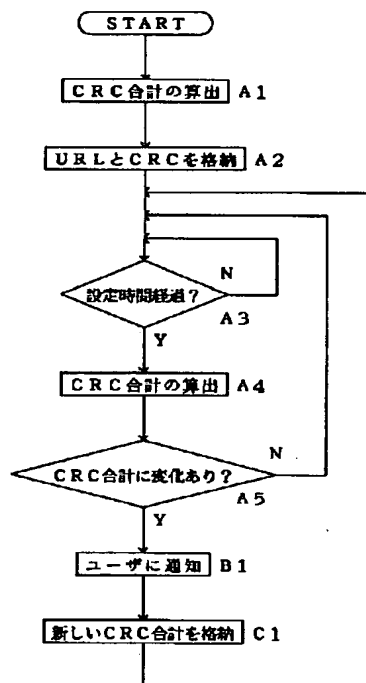 START
CRC合計の算出 A1
URLとCRCを格納 A2
N
設定時間経過?
A3
Y
CRC合計の算出 A4
N
CRC合計に変化あり?
A5
Y
ユーザに通知 B1
新しいCRC合計を格納 C1